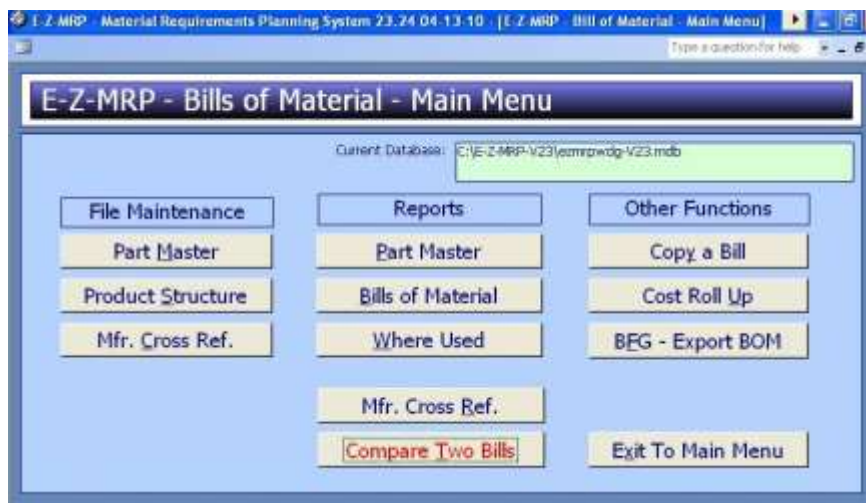 E-Z-MRP - Material Requirements Planning System 23.24 04-13-10 - [E-Z-MRP - Bill of Material - Main Menu]
Type a question for help
E-Z-MRP - Bills of Material - Main Menu
Current Database: C:\E-Z-MRP-V23\ezmrpwdg-V23.mdb
File Maintenance Reports Other Functions
Part Master Part Master Copy a Bill
Product Structure Bills of Material Cost Roll Up
Mfr. Cross Ref. Where Used BFG - Export BOM
Mfr. Cross Ref.
Compare Two Bills Exit To Main Menu